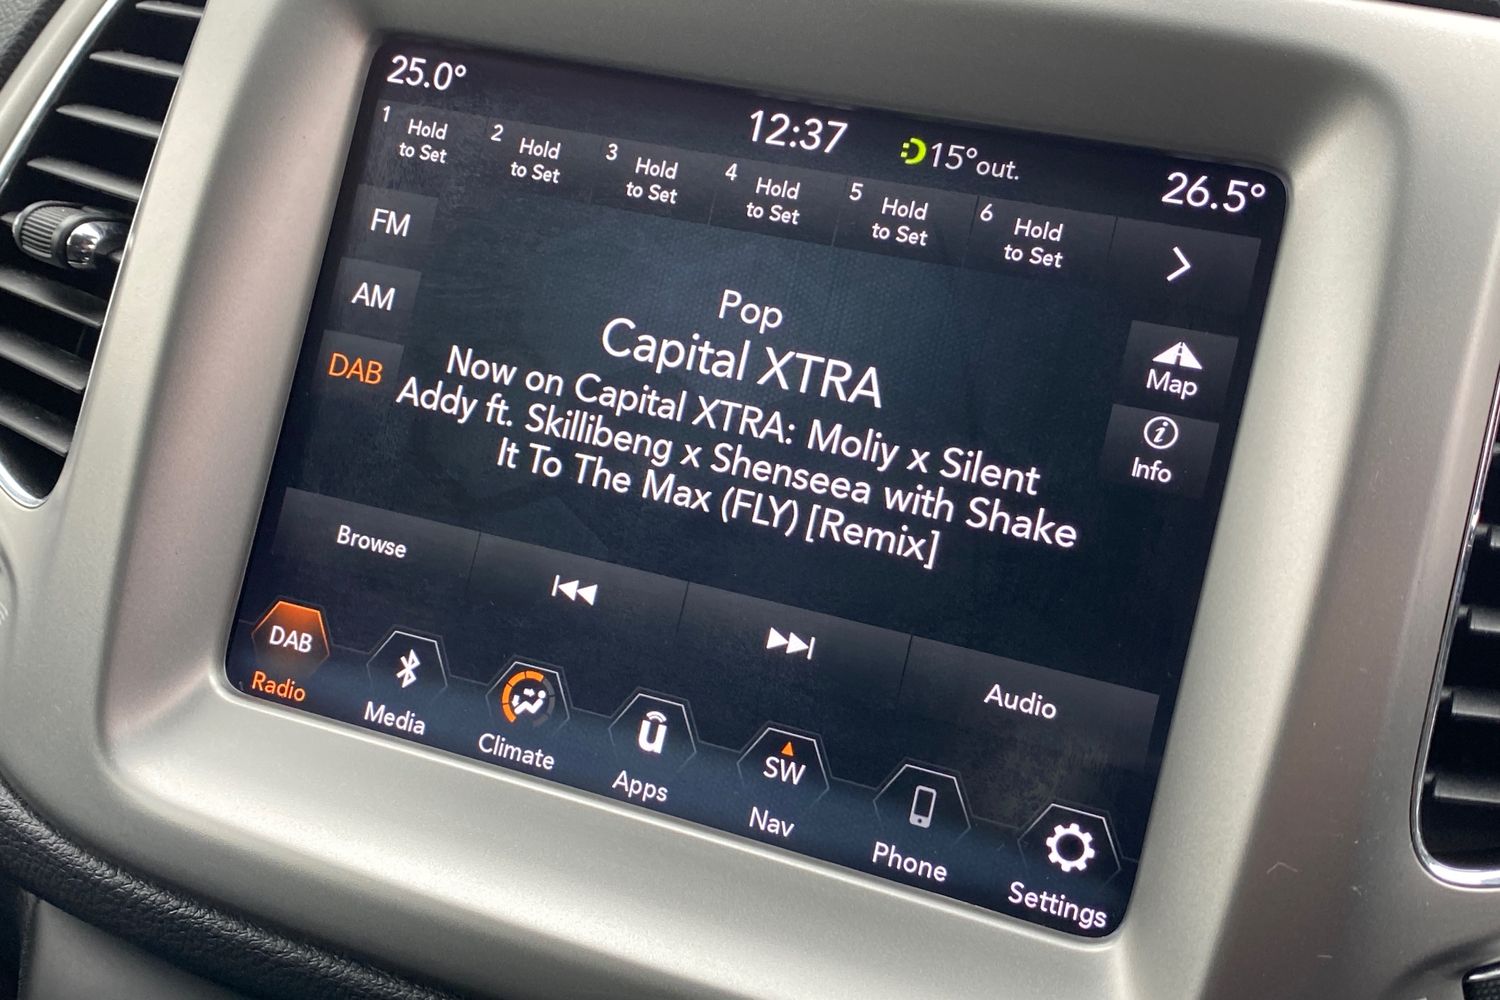 25.0°
12:37
15°out.
26.5°
1 Hold
to Set
2 Hold
to Set
3 Hold
to Set
4 Hold
to Set
5 Hold
to Set
6 Hold
to Set
FM
AM
DAB
Pop
Capital XTRA
Now on Capital XTRA: Moliy x Silent
Addy ft. Skillibeng x Shenseea with Shake
It To The Max (FLY) [Remix]
Map
Info
Browse
Audio
DAB
Radio
Media
Climate
u
Apps
SW
Nav
Phone
Settings